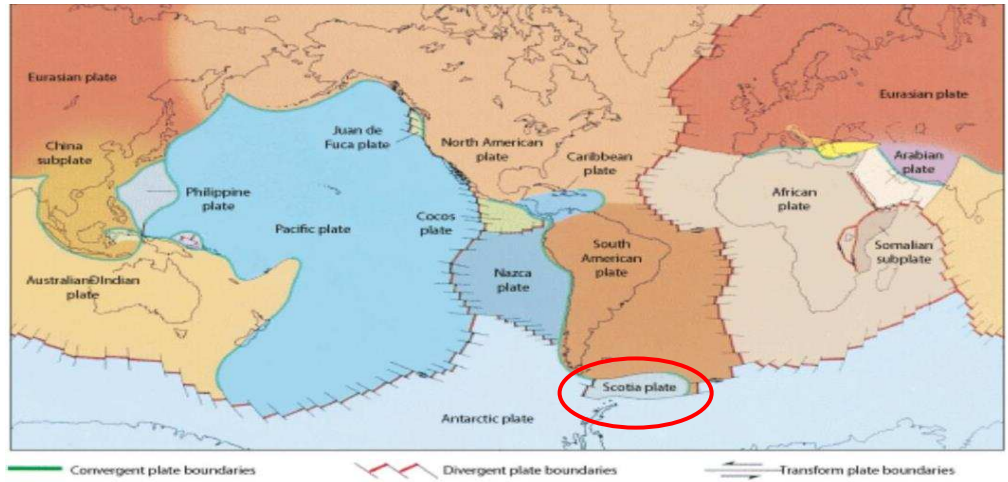 Eurasian plate
Eurasian plate
China
subplate
Juan de
Fuca plate
North American
plate
Caribbean
plate
Arabian
plate
Philippine
plate
African
plate
Cocos
plate
Pacific plate
South
American
plate
Somalian
subplate
Nazca
plate
AustralianÐIndian
plate
Scotia plate
Antarctic plate
Convergent plate boundaries
Divergent plate boundaries
Transform plate boundaries